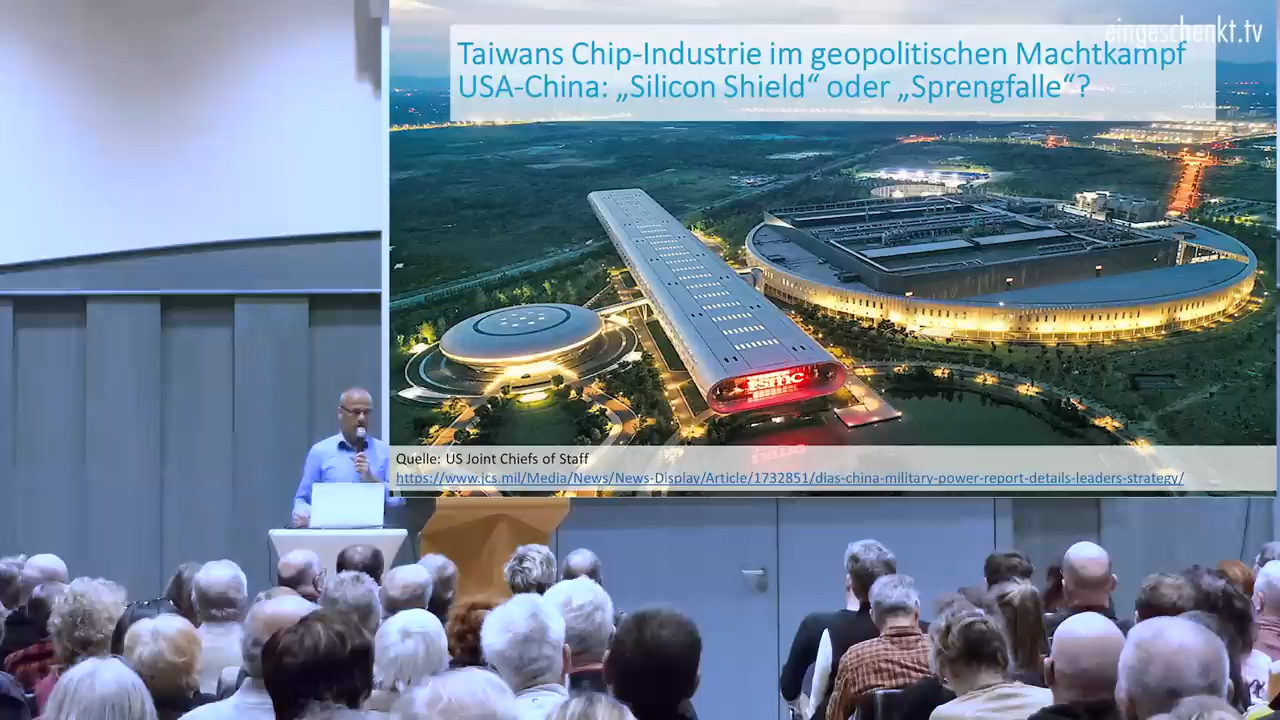 eingeschenkt.tv
Taiwans Chip-Industrie im geopolitischen Machtkampf
USA-China: „Silicon Shield“ oder „Sprengfalle“?
tsmc
Quelle: US Joint Chiefs of Staff
https://www.jcs.mil/Media/News/News-Display/Article/1732851/dias-china-military-power-report-details-leaders-strategy/